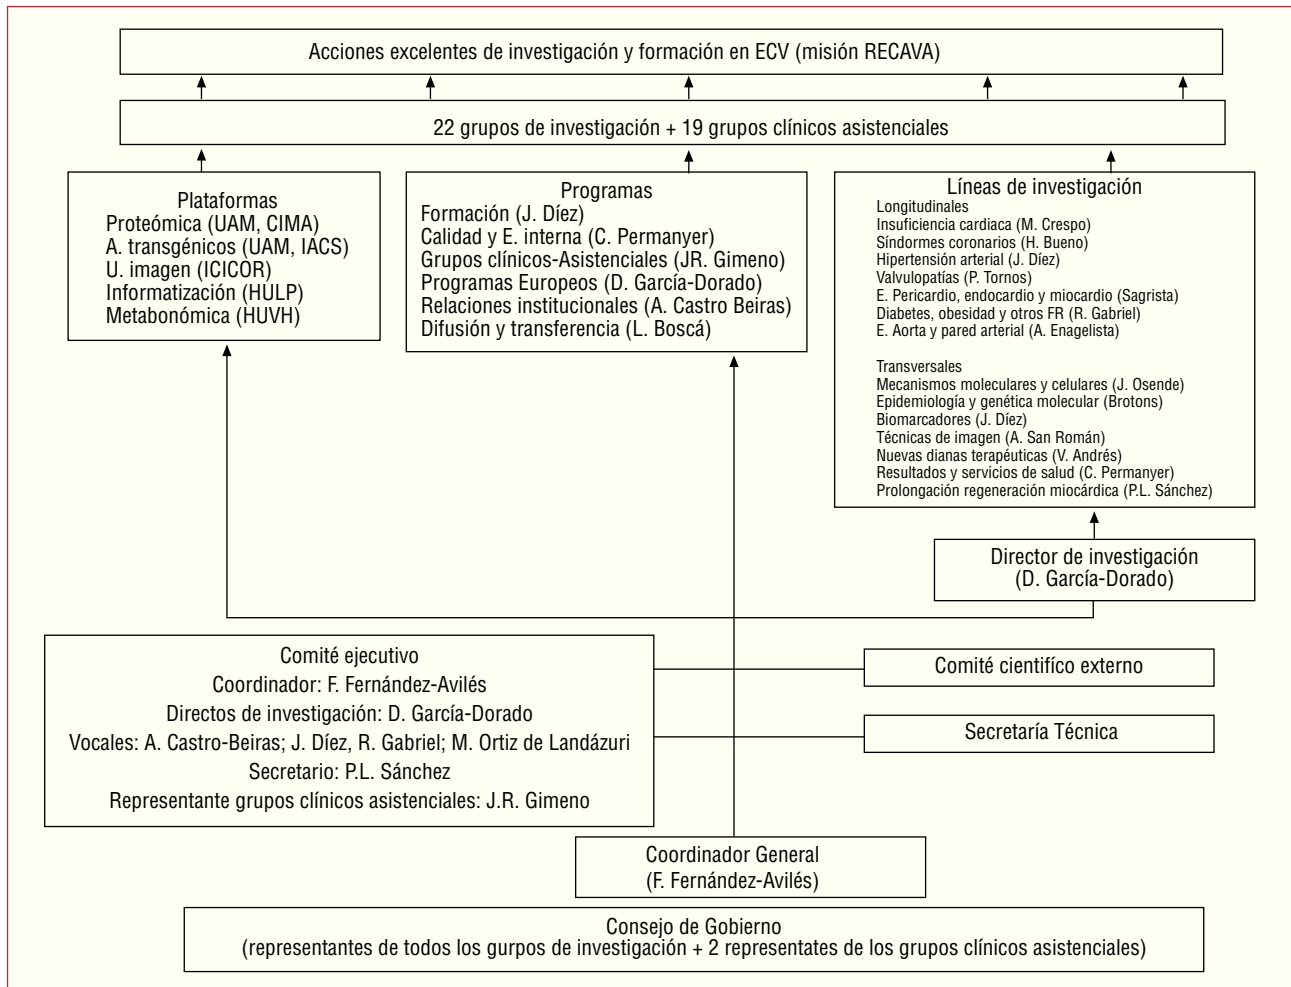 Acciones excelentes de investigación y formación en ECV (misión RECAVA)
22 grupos de investigación + 19 grupos clínicos asistenciales
Plataformas
Proteómica (UAM, CIMA)
A. transgénicos (UAM, IACS)
U. imagen (ICICOR)
Informatización (HULP)
Metabonómica (HUVH)
Programas
Formación (J. Díez)
Calidad y E. interna (C. Permanyer)
Grupos clínicos-Asistenciales (JR. Gimeno)
Programas Europeos (D. García-Dorado)
Relaciones institucionales (A. Castro Beiras)
Difusión y transferencia (L. Boscá)
Líneas de investigación
Longitudinales
Insuficiencia cardiaca (M. Crespo)
Síndormes coronarios (H. Bueno)
Hipertensión arterial (J. Díez)
Valvulopatías (P. Tornos)
E. Pericardio, endocardio y miocardio (Sagrista)
Diabetes, obesidad y otros FR (R. Gabriel)
E. Aorta y pared arterial (A. Enagelista)
Transversales
Mecanismos moleculares y celulares (J. Osende)
Epidemiología y genética molecular (Brotons)
Biomarcadores (J. Díez)
Técnicas de imagen (A. San Román)
Nuevas dianas terapéuticas (V. Andrés)
Resultados y servicios de salud (C. Permanyer)
Prolongación regeneración miocárdica (P.L. Sánchez)
Director de investigación
(D. García-Dorado)
Comité ejecutivo
Coordinador: F. Fernández-Avilés
Directos de investigación: D. García-Dorado
Vocales: A. Castro-Beiras; J. Díez, R. Gabriel; M. Ortiz de Landázuri
Secretario: P.L. Sánchez
Representante grupos clínicos asistenciales: J.R. Gimeno
Comité cientifíco externo
Secretaría Técnica
Coordinador General
(F. Fernández-Avilés)
Consejo de Gobierno
(representantes de todos los gurpos de investigación + 2 representates de los grupos clínicos asistenciales)